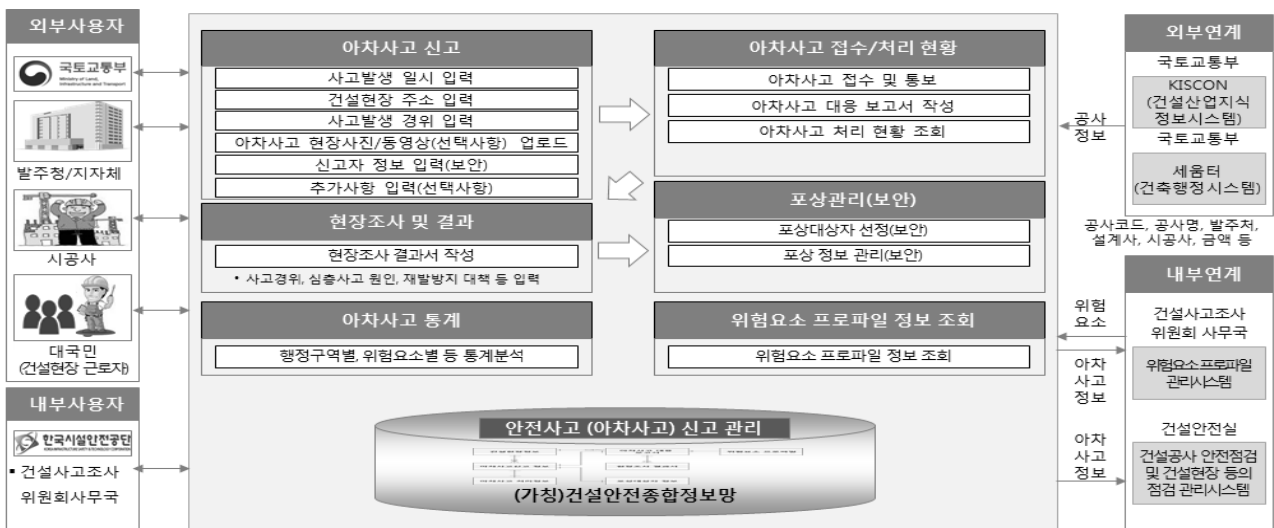 외부사용자
국토교통부
Ministry of Land,
Infrastructure and Transport
발주청/지자체
시공사
대국민
(건설현장 근로자)
내부사용자
한국시설안전공단
▪ 건설사고조사
위원회사무국
아차사고 신고
사고발생 일시 입력
건설현장 주소 입력
사고발생 경위 입력
아차사고 현장사진/동영상(선택사항) 업로드
신고자 정보 입력(보안)
추가사항 입력(선택사항)
아차사고 접수/처리 현황
아차사고 접수 및 통보
아차사고 대응 보고서 작성
아차사고 처리 현황 조회
현장조사 및 결과
현장조사 결과서 작성
• 사고경위, 심층사고 원인, 재발방지 대책 등 입력
포상관리(보안)
포상대상자 선정(보안)
포상 정보 관리(보안)
아차사고 통계
행정구역별, 위험요소별 등 통계분석
위험요소 프로파일 정보 조회
위험요소 프로파일 정보 조회
안전사고 (아차사고) 신고 관리
(가칭)건설안전종합정보망
공사
정보
위험
요소
아차
사고
정보
아차
사고
정보
외부연계
국토교통부
KISCON
(건설산업지식
정보시스템)
국토교통부
세움터
(건축행정시스템)
공사코드, 공사명, 발주처,
설계사, 시공사, 금액 등
내부연계
건설사고조사
위원회 사무국
위험요소프로파일
관리시스템
건설안전실
건설공사 안전점검
및 건설현장 등의
점검 관리시스템